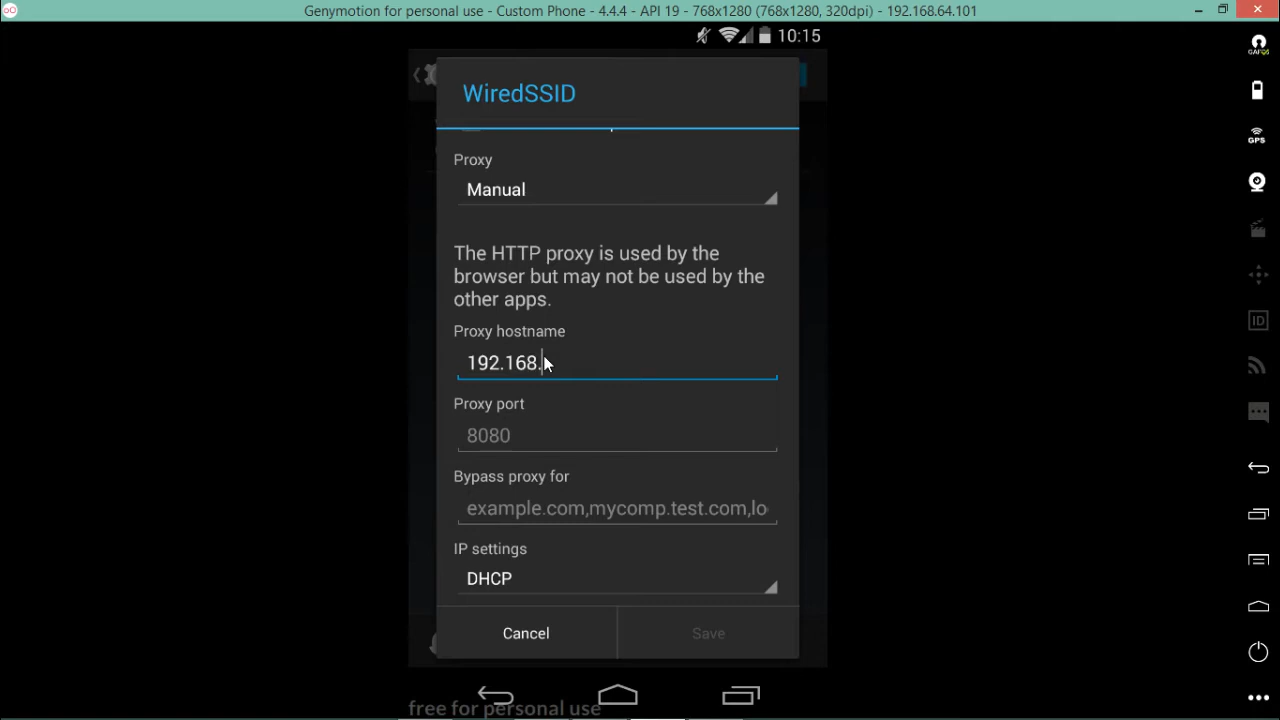 Genymotion for personal use - Custom Phone - 4.4.4 - API 19 - 768x1280 (768x1280, 320dpi) - 192.168.64.101
10:15
WiredSSID
Proxy
Manual
The HTTP proxy is used by the
browser but may not be used by the
other apps.
Proxy hostname
192.168.
Proxy port
8080
Bypass proxy for
example.com,mycomp.test.com,lo
IP settings
DHCP
Cancel
Save
free for personal use
GAPPS
GPS
ID